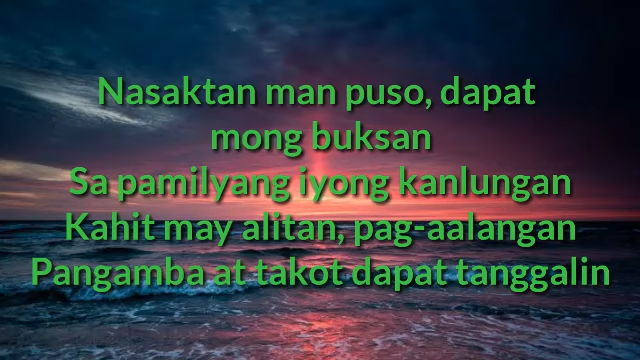 Nasaktan man puso, dapat
mong buksan
Sa pamilyang iyong kanlungan
Kahit may alitan, pag-aalangan
Pangamba at takot dapat tanggalin